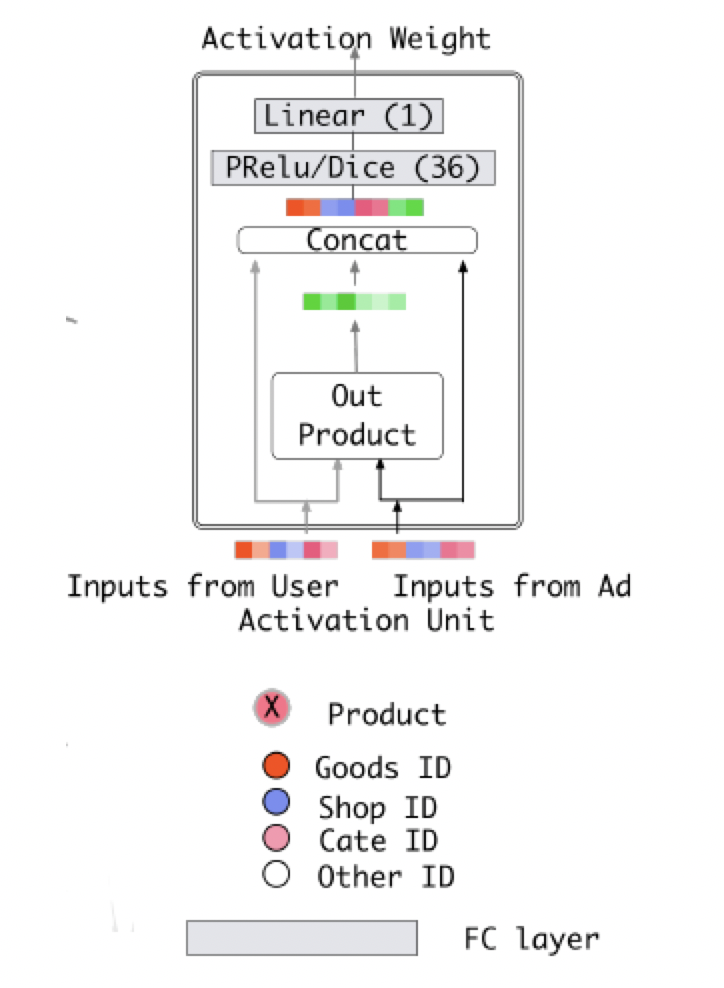 Activation Weight
Linear (1)
PRelu/Dice (36)
Concat
Out
Product
Inputs from User
Inputs from Ad
Activation Unit
X
Product
Goods ID
Shop ID
Cate ID
Other ID
FC layer